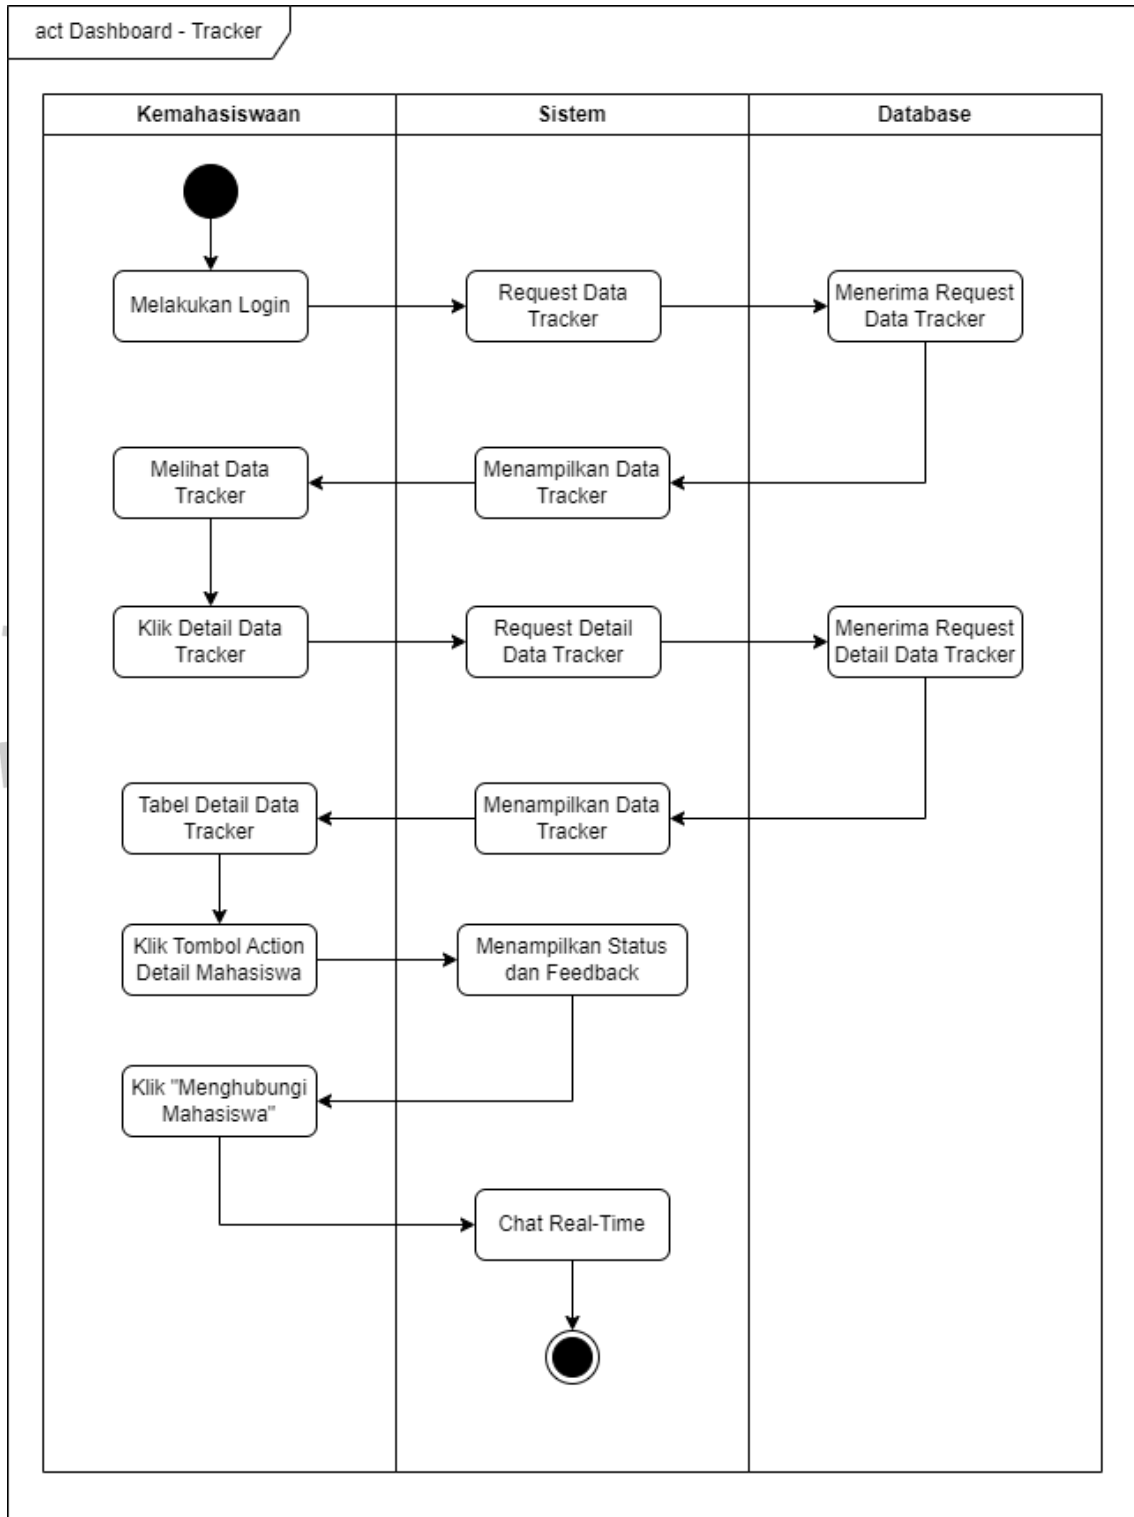 act Dashboard - Tracker
Kemahasiswaan
Sistem
Database
Melakukan Login
Request Data
Tracker
Menerima Request
Data Tracker
Melihat Data
Tracker
Menampilkan Data
Tracker
Klik Detail Data
Tracker
Request Detail
Data Tracker
Menerima Request
Detail Data Tracker
Tabel Detail Data
Tracker
Menampilkan Data
Tracker
Klik Tombol Action
Detail Mahasiswa
Menampilkan Status
dan Feedback
Klik "Menghubungi
Mahasiswa"
Chat Real-Time